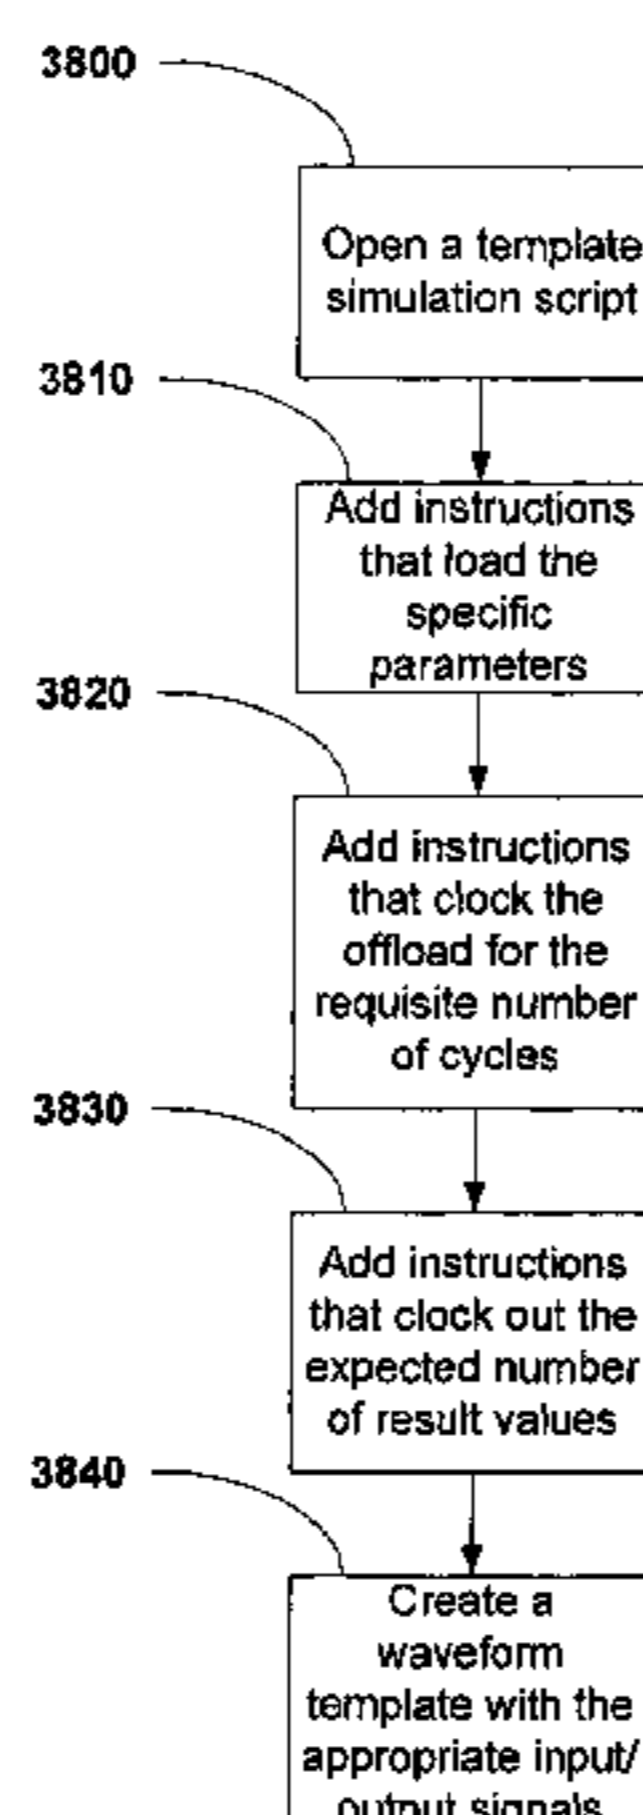 3800
Open a template
simulation script
3810
Add instructions
that load the
specific
parameters
3820
Add instructions
that clock the
offload for the
requisite number
of cycles
3830
Add instructions
that clock out the
expected number
of result values
3840
Create a
waveform
template with the
appropriate input/
output signals